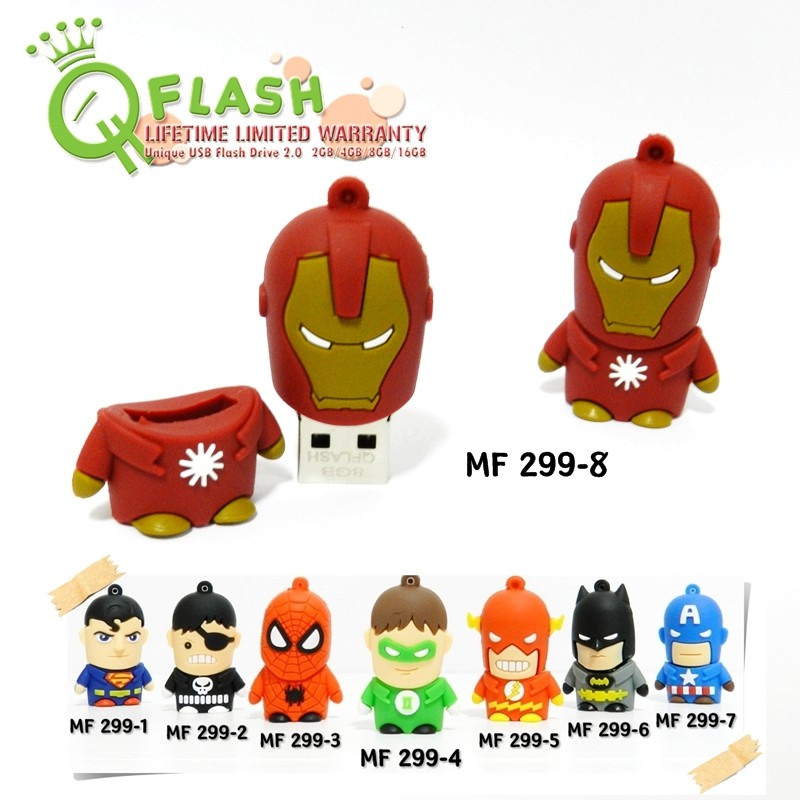 QFLASH
LIFETIME LIMITED WARRANTY
Unique USB Flash Drive 2.0 2GB/4GB/8GB/16GB
8GB
QFLASH
MF 299-8
A
MF 299-1
MF 299-2
MF 299-3
MF 299-4
MF 299-5
MF 299-6
MF 299-7